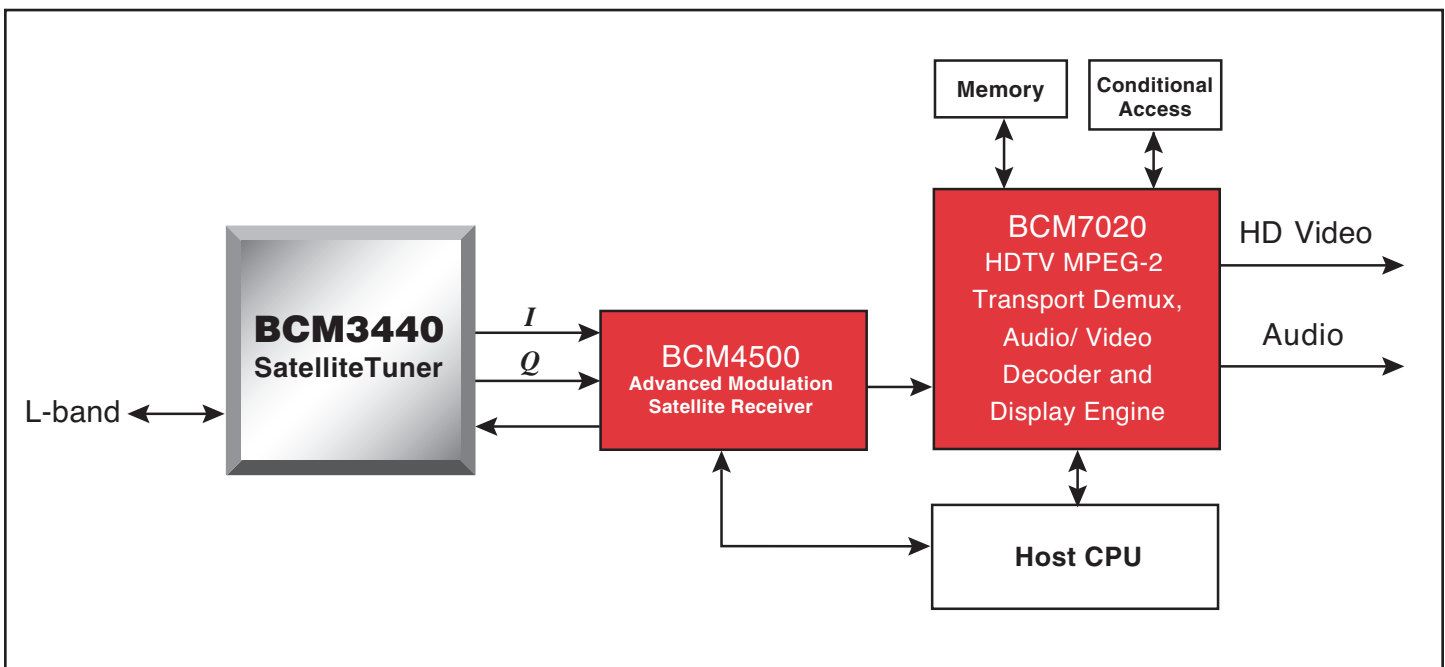 Memory
Conditional
Access
BCM7020
HDTV MPEG-2
Transport Demux,
Audio/ Video
Decoder and
Display Engine
HD Video
Audio
BCM3440
SatelliteTuner
I
Q
BCM4500
Advanced Modulation
Satellite Receiver
L-band
Host CPU